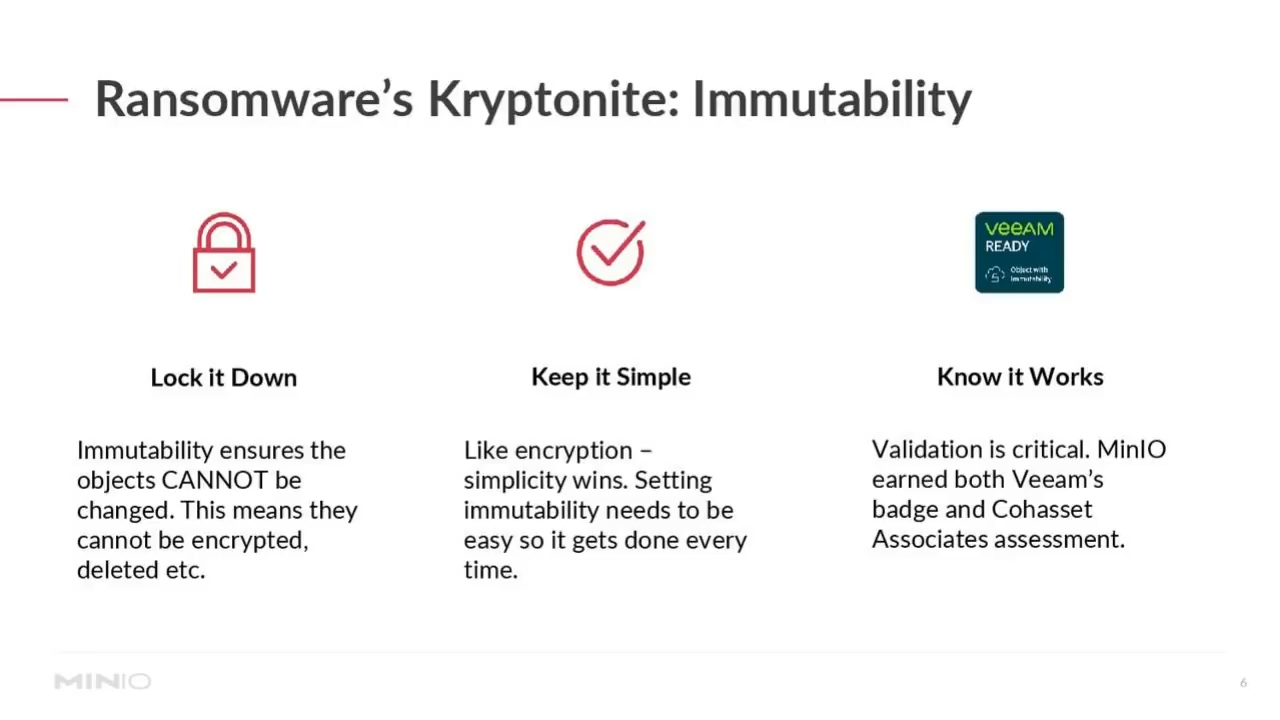 Ransomware’s Kryptonite: Immutability
VEEAM
READY
Object with
Immutability
Lock it Down
Immutability ensures the
objects CANNOT be
changed. This means they
cannot be encrypted,
deleted etc.
Keep it Simple
Like encryption –
simplicity wins. Setting
immutability needs to be
easy so it gets done every
time.
Know it Works
Validation is critical. MinIO
earned both Veeam’s
badge and Cohasset
Associates assessment.
MINIO
6